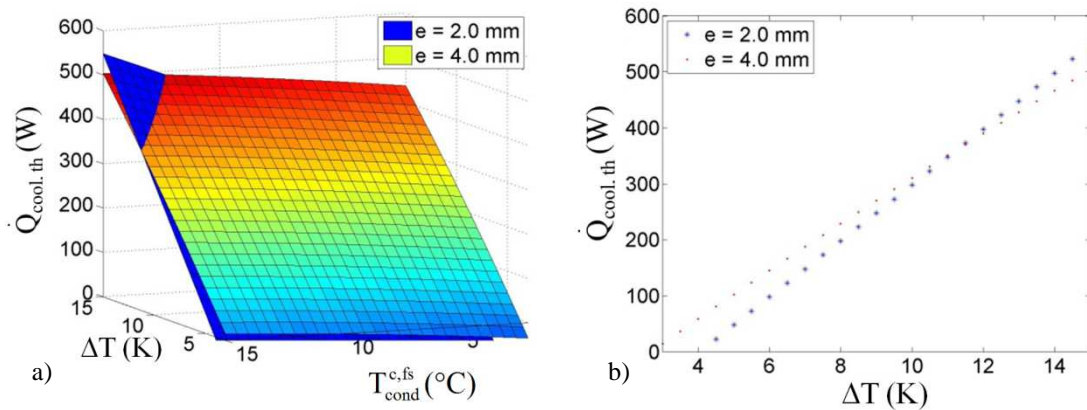 600
500
400
300
200
100
0
Q̇cool. th (W)
e = 2.0 mm
e = 4.0 mm
15
10
5
ΔT (K)
15
10
5
T c,fs cond (°C)
a)
600
500
400
300
200
100
0
Q̇cool. th (W)
e = 2.0 mm
e = 4.0 mm
4 6 8 10 12 14
ΔT (K)
b)